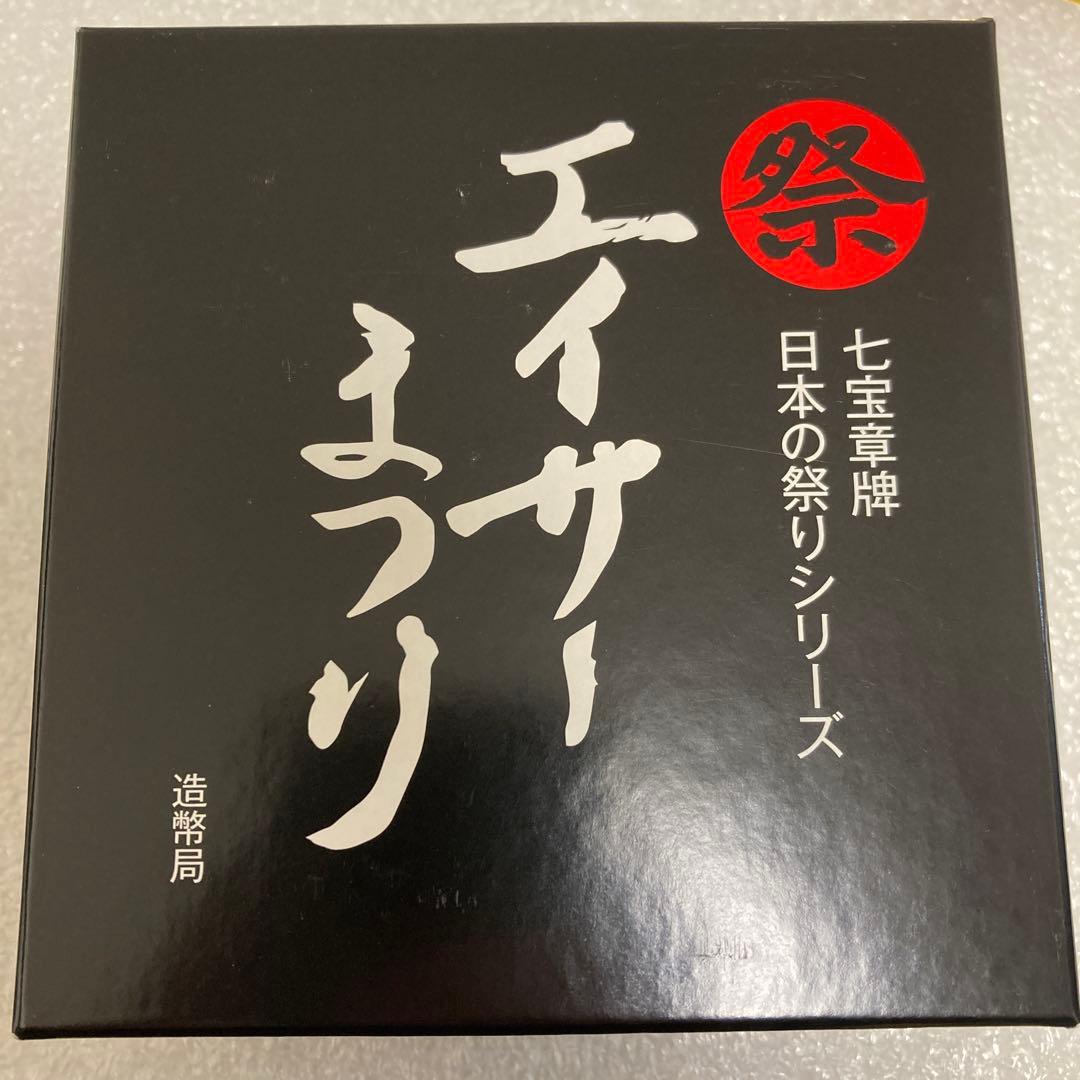 祭
七宝章牌
日本の祭りシリーズ
エイサー
まつり
造幣局